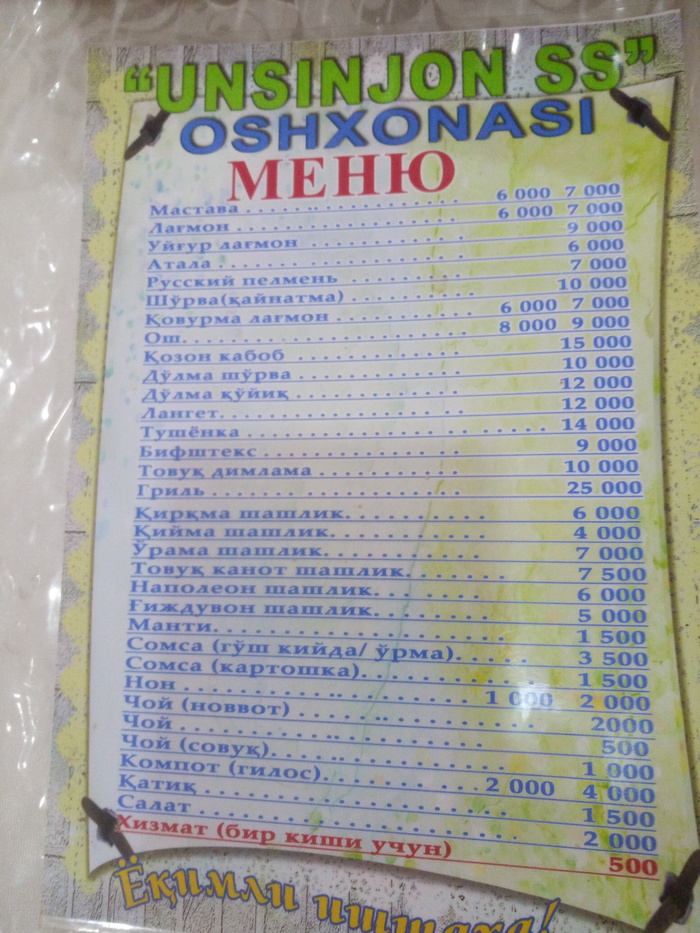 “UNSINJON SS”
OSHXONASI
МЕНЮ
Мастава . . . . . . . . . . . . . . . . 6 000 7 000
Лағмон . . . . . . . . . . . . . . . . 6 000 7 000
Уйғур лағмон . . . . . . . . . . 9 000
Атала . . . . . . . . . . . . . . . . 6 000
Русский пелмень . . . . . . . . 7 000
Шўрва(қайнатма) . . . . . . . . 10 000
Қовурма лағмон . . . . . . . . . 6 000 7 000
Ош. . . . . . . . . . . . . . . . . . . 8 000 9 000
Қозон кабоб . . . . . . . . . . . . 15 000
Дўлма шўрва . . . . . . . . . . . . 10 000
Дўлма қўйиқ . . . . . . . . . . . . 12 000
Лангет. . . . . . . . . . . . . . . . . 12 000
Тушёнка . . . . . . . . . . . . . . . . . . . . 14 000
Бифштекс . . . . . . . . . . . . . . 9 000
Товуқ димлама . . . . . . . . . . 10 000
Гриль . . . . . . . . . . . . . . . . . . 25 000
Қирқма шашлик. . . . . . . . . . 6 000
Қийма шашлик. . . . . . . . . . . 4 000
Ўрама шашлик. . . . . . . . . . . 7 000
Товуқ канот шашлик. . . . . . . 7 500
Наполеон шашлик. . . . . . . . 6 000
Ғиждувон шашлик. . . . . . . . 5 000
Манти. . . . . . . . . . . . . . . . . . 1 500
Сомса (гўш кийда/ ўрма). . . . . 3 500
Сомса (картошка). . . . . . . . . . 1 500
Нон . . . . . . . . . . . . . . . . . . 1 000 2 000
Чой (новвот) . . . . . . . . . . . . . 2000
Чой . . . . . . . . . . . . . . . . . . . 500
Чой (совуқ). . . . . . . . . . . . . . 1 000
Компот (гилос). . . . . . . . . . 2 000 4 000
Қатиқ . . . . . . . . . . . . . . . . . . 1 500
Салат . . . . . . . . . . . . . . . . . . 2 000
Хизмат (бир киши учун) 500
Ёқимли иштаха!